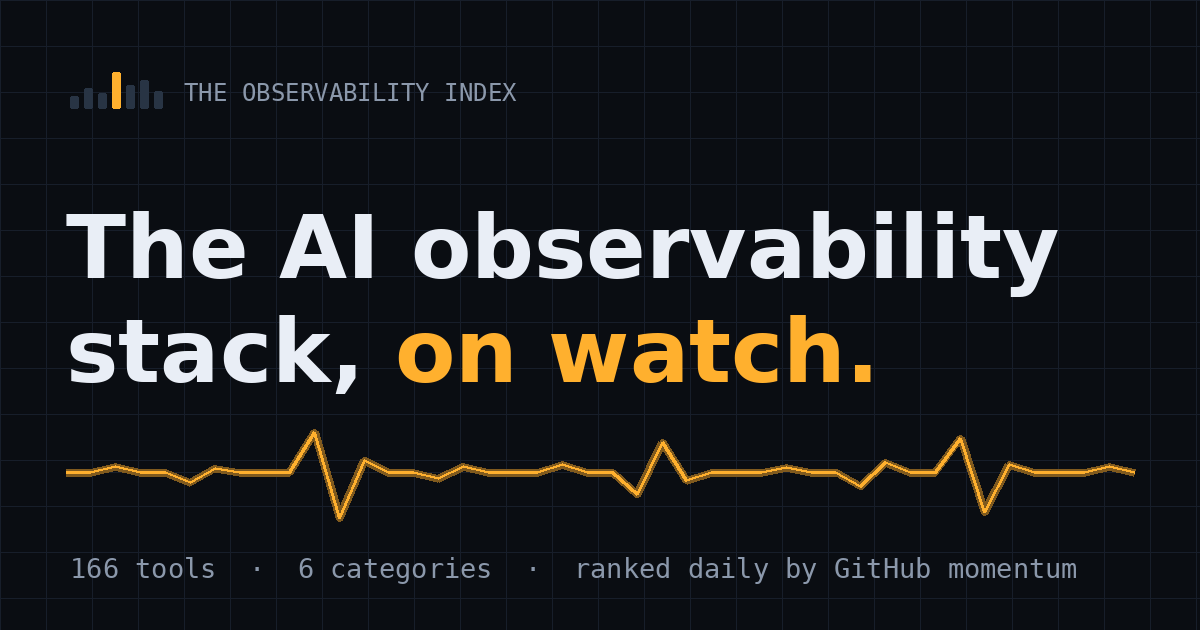 THE OBSERVABILITY INDEX
The AI observability
stack, on watch.
166 tools · 6 categories · ranked daily by GitHub momentum